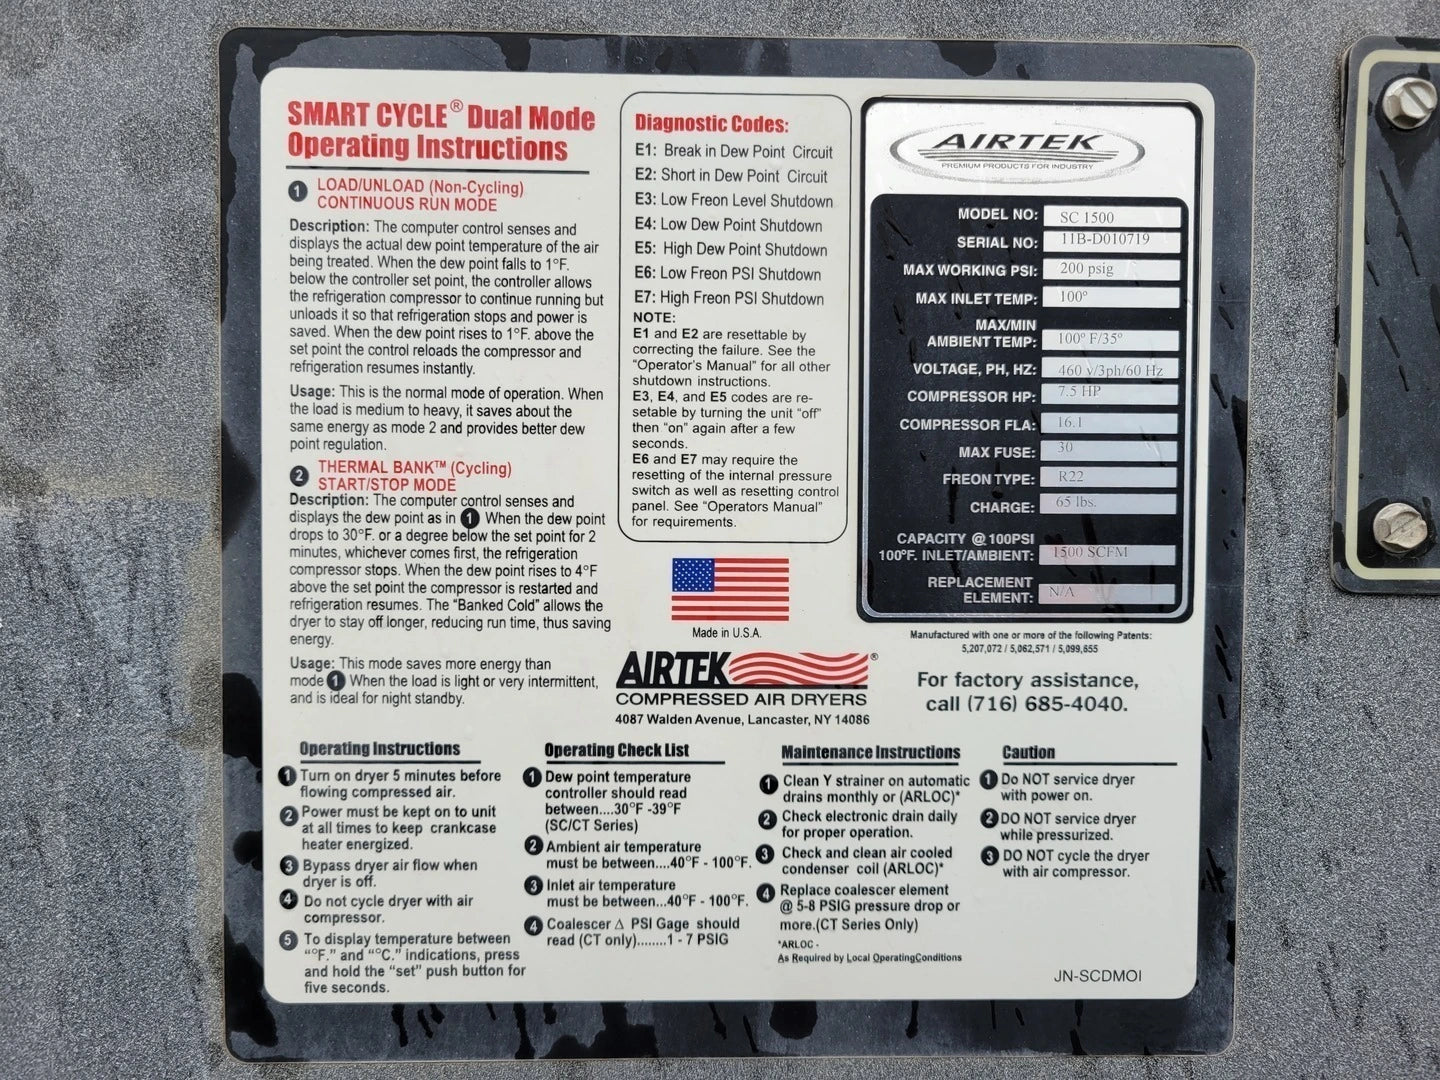 SMART CYCLE® Dual Mode
Operating Instructions
1 LOAD/UNLOAD (Non-Cycling)
CONTINUOUS RUN MODE
Description: The computer control senses and
displays the actual dew point temperature of the air
being treated. When the dew point falls to 1°F.
below the controller set point, the controller allows
the refrigeration compressor to continue running but
unloads it so that refrigeration stops and power is
saved. When the dew point rises to 1°F. above the
set point the control reloads the compressor and
refrigeration resumes instantly.
Usage: This is the normal mode of operation. When
the load is medium to heavy, it saves about the
same energy as mode 2 and provides better dew
point regulation.
2 THERMAL BANK™ (Cycling)
START/STOP MODE
Description: The computer control senses and
displays the dew point as in 1 When the dew point
drops to 30°F. or a degree below the set point for 2
minutes, whichever comes first, the refrigeration
compressor stops. When the dew point rises to 4°F
above the set point the compressor is restarted and
refrigeration resumes. The “Banked Cold” allows the
dryer to stay off longer, reducing run time, thus saving
energy.
Usage: This mode saves more energy than
mode 1 When the load is light or very intermittent,
and is ideal for night standby.
Diagnostic Codes:
E1: Break in Dew Point Circuit
E2: Short in Dew Point Circuit
E3: Low Freon Level Shutdown
E4: Low Dew Point Shutdown
E5: High Dew Point Shutdown
E6: Low Freon PSI Shutdown
E7: High Freon PSI Shutdown
NOTE:
E1 and E2 are resettable by
correcting the failure. See the
“Operator's Manual” for all other
shutdown instructions.
E3, E4, and E5 codes are re-
setable by turning the unit “off”
then “on” again after a few
seconds.
E6 and E7 may require the
resetting of the internal pressure
switch as well as resetting control
panel. See “Operators Manual”
for requirements.
Made in U.S.A.
AIRTEK®
COMPRESSED AIR DRYERS
4087 Walden Avenue, Lancaster, NY 14086
AIRTEK
PREMIUM PRODUCTS FOR INDUSTRY
MODEL NO: SC 1500
SERIAL NO: 11B-D010719
MAX WORKING PSI: 200 psig
MAX INLET TEMP: 100°
MAX/MIN
AMBIENT TEMP: 100° F/35°
VOLTAGE, PH, HZ: 460 v/3ph/60 Hz
COMPRESSOR HP: 7.5 HP
COMPRESSOR FLA: 16.1
MAX FUSE: 30
FREON TYPE: R22
CHARGE: 65 lbs.
CAPACITY @ 100PSI
100°F. INLET/AMBIENT: 1500 SCFM
REPLACEMENT
ELEMENT: N/A
Manufactured with one or more of the following Patents:
5,207,072 / 5,062,571 / 5,099,655
For factory assistance,
call (716) 685-4040.
Operating Instructions
1 Turn on dryer 5 minutes before
flowing compressed air.
2 Power must be kept on to unit
at all times to keep crankcase
heater energized.
3 Bypass dryer air flow when
dryer is off.
4 Do not cycle dryer with air
compressor.
5 To display temperature between
“°F.” and “°C.” indications, press
and hold the “set” push button for
five seconds.
Operating Check List
1 Dew point temperature
controller should read
between....30°F -39°F
(SC/CT Series)
2 Ambient air temperature
must be between....40°F - 100°F.
3 Inlet air temperature
must be between...40°F - 100°F.
4 Coalescer Δ PSI Gage should
read (CT only)........1 - 7 PSIG
Maintenance Instructions
1 Clean Y strainer on automatic
drains monthly or (ARLOC)*
2 Check electronic drain daily
for proper operation.
3 Check and clean air cooled
condenser coil (ARLOC)*
4 Replace coalescer element
@ 5-8 PSIG pressure drop or
more.(CT Series Only)
*ARLOC -
As Required by Local OperatingConditions
Caution
1 Do NOT service dryer
with power on.
2 DO NOT service dryer
while pressurized.
3 DO NOT cycle the dryer
with air compressor.
JN-SCDMOI